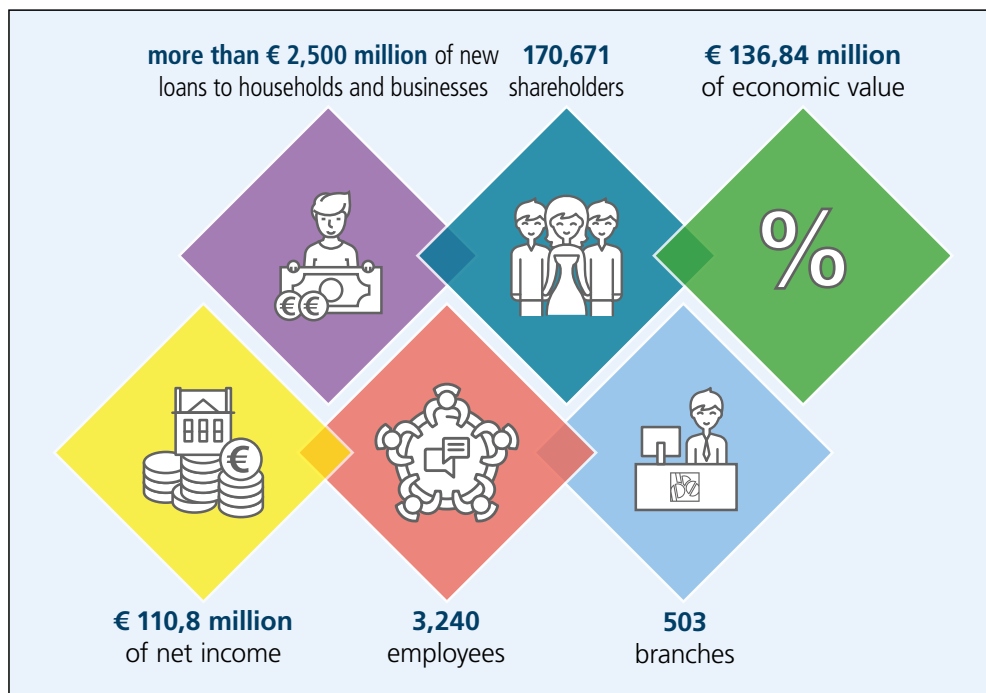 more than € 2,500 million of new
loans to households and businesses
170,671
shareholders
€ 136,84 million
of economic value
%
€
€
€
€ 110,8 million
of net income
3,240
employees
503
branches